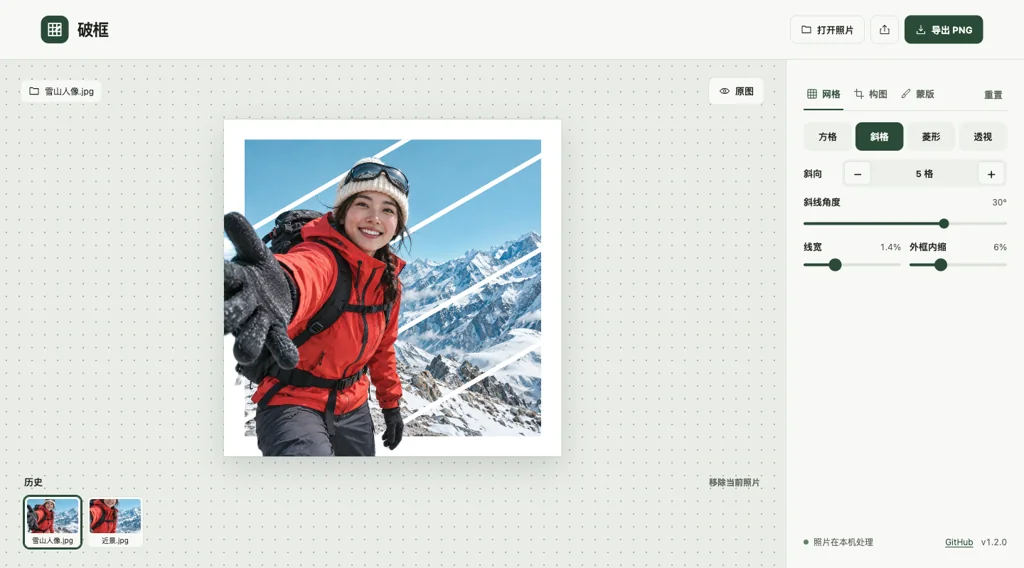 破框
打开照片
导出 PNG
雪山人像.jpg
原图
网格 构图 蒙版 重置
方格 斜格 菱形 透视
斜向 − 5 格 +
斜线角度 30°
线宽 1.4% 外框内缩 6%
历史
移除当前照片
雪山人像.jpg
近景.jpg
照片在本机处理
GitHub v1.2.0